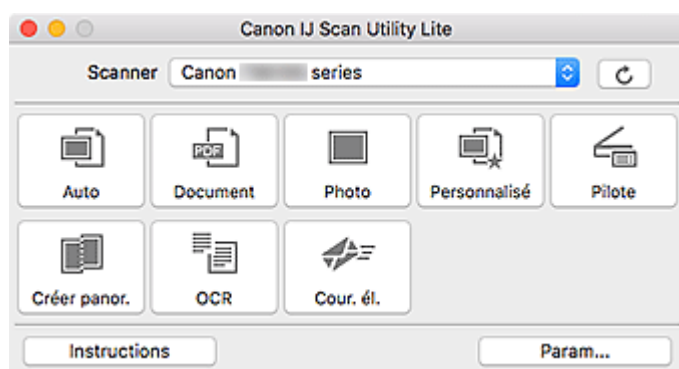 Canon IJ Scan Utility Lite
Scanner Canon series
PDF
Auto Document Photo Personnalisé Pilote
Créer panor. OCR Cour. él.
Instructions Param...